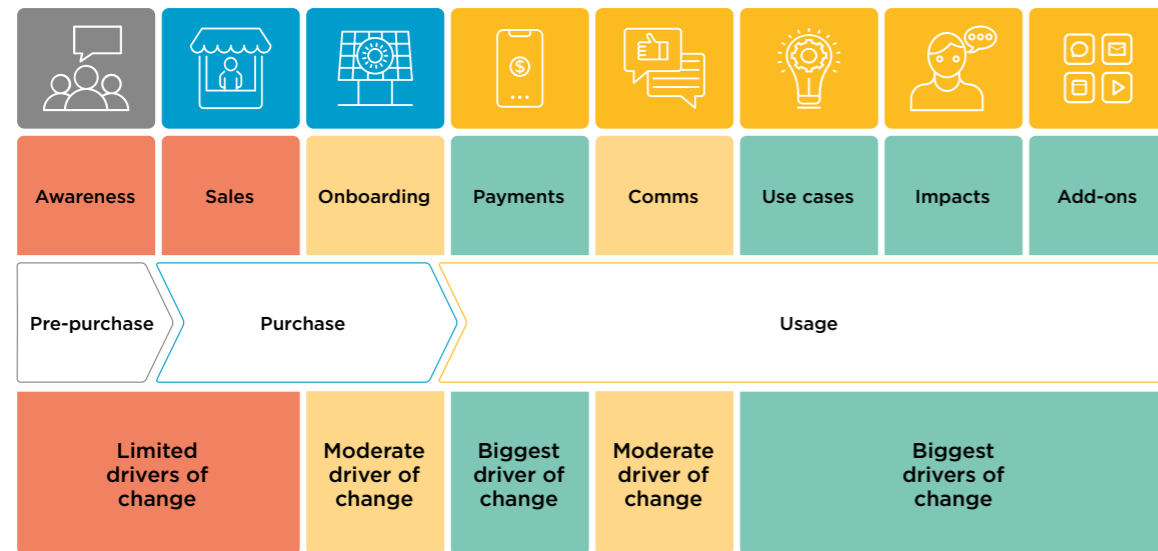 $
Awareness
Sales
Onboarding
Payments
Comms
Use cases
Impacts
Add-ons
Pre-purchase
Purchase
Usage
Limited
drivers of
change
Moderate
driver of
change
Biggest
driver of
change
Moderate
driver of
change
Biggest
drivers of
change